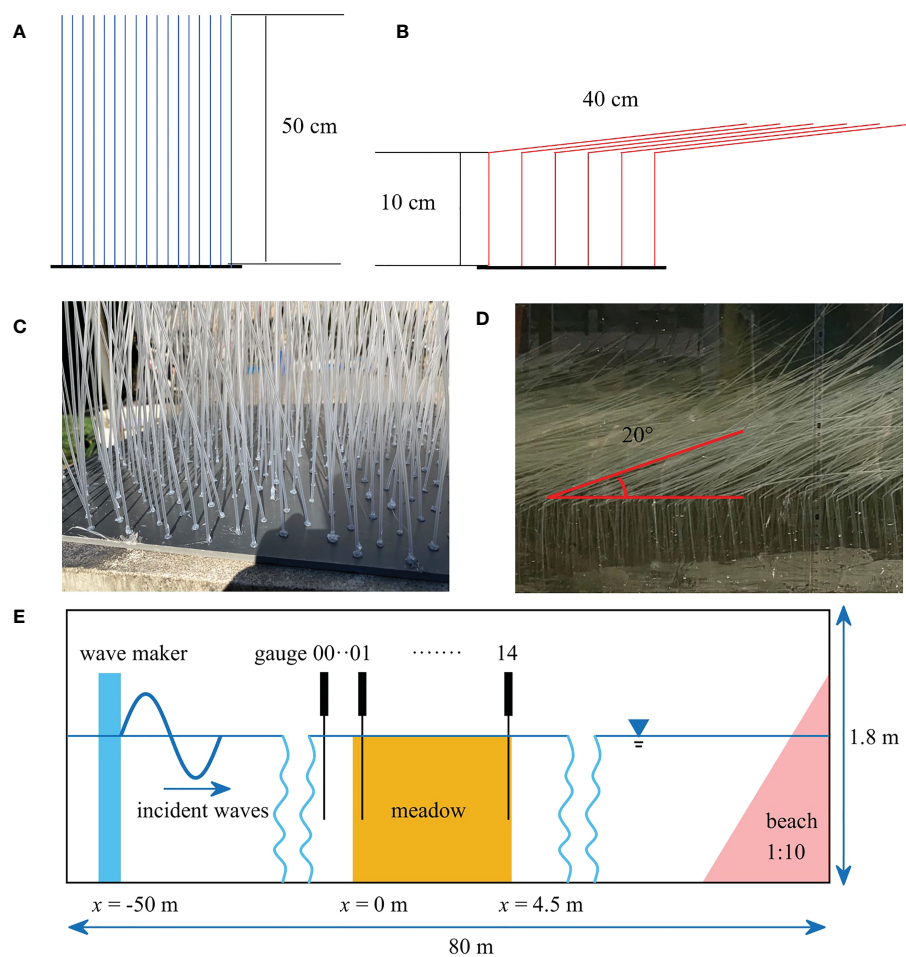 A
50 cm
B
40 cm
10 cm
C
D
20°
E
wave maker
gauge 00··01 ······· 14
1.8 m
incident waves
meadow
beach
1:10
x = -50 m
x = 0 m
x = 4.5 m
80 m